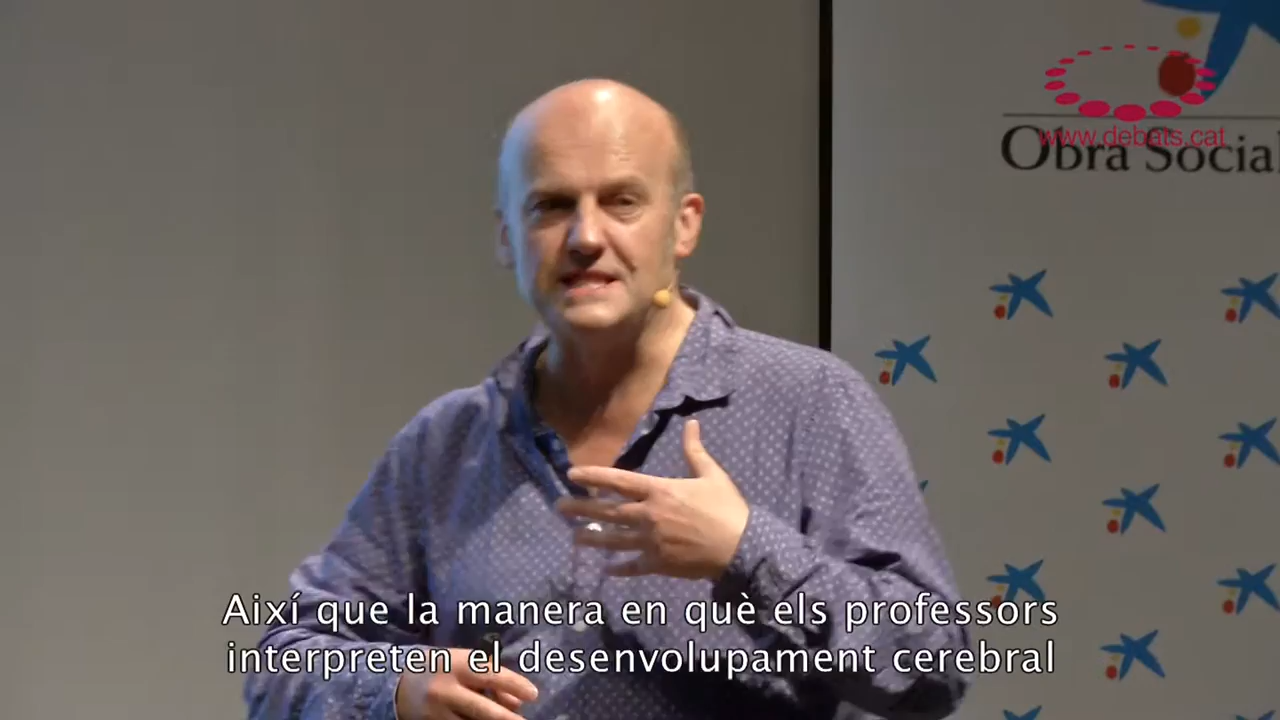 www.debats.cat
Obra Social
Així que la manera en què els professors
interpreten el desenvolupament cerebral